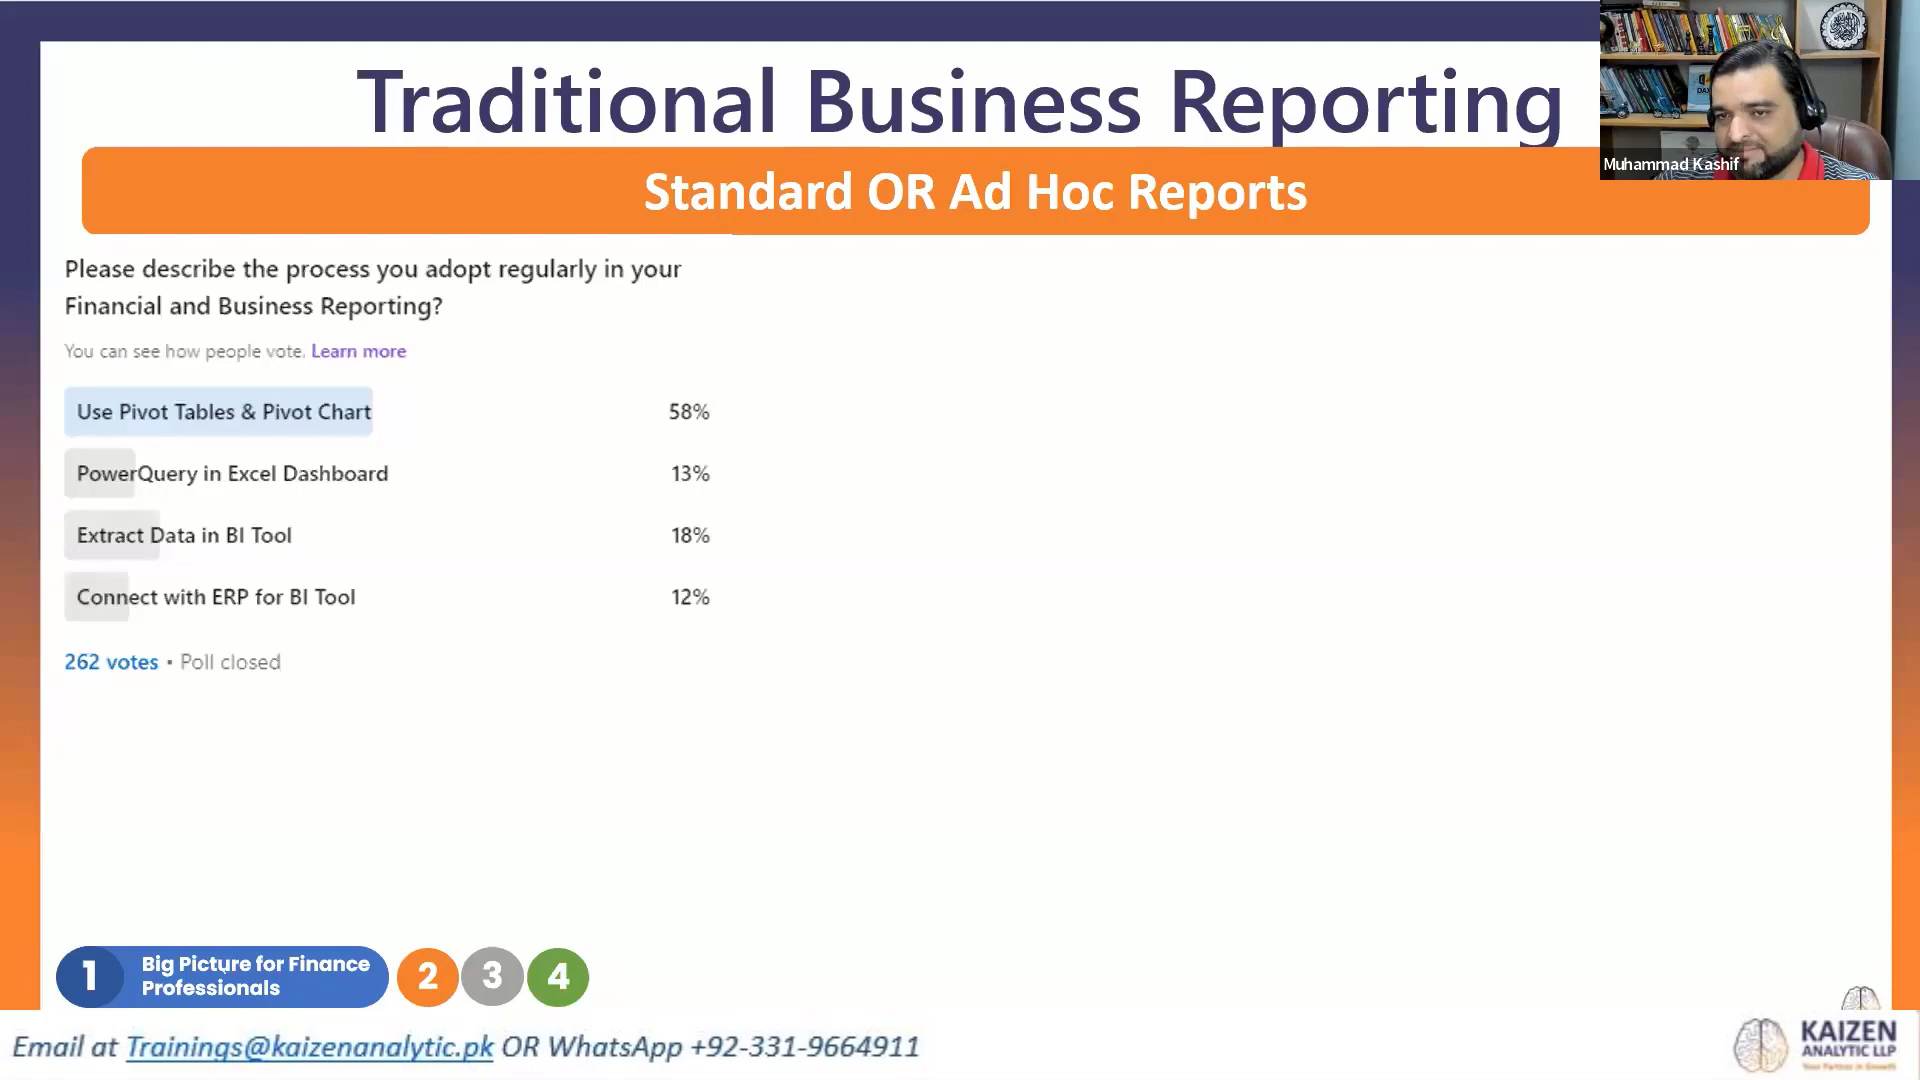 Traditional Business Reporting
Muhammad Kashif
Standard OR Ad Hoc Reports
Please describe the process you adopt regularly in your
Financial and Business Reporting?
You can see how people vote. Learn more
Use Pivot Tables & Pivot Chart 58%
PowerQuery in Excel Dashboard 13%
Extract Data in BI Tool 18%
Connect with ERP for BI Tool 12%
262 votes • Poll closed
1 Big Picture for Finance
Professionals
2 3 4
Email at Trainings@kaizenanalytic.pk OR WhatsApp +92-331-9664911
KAIZEN
ANALYTIC LLP
Your Partner in Growth